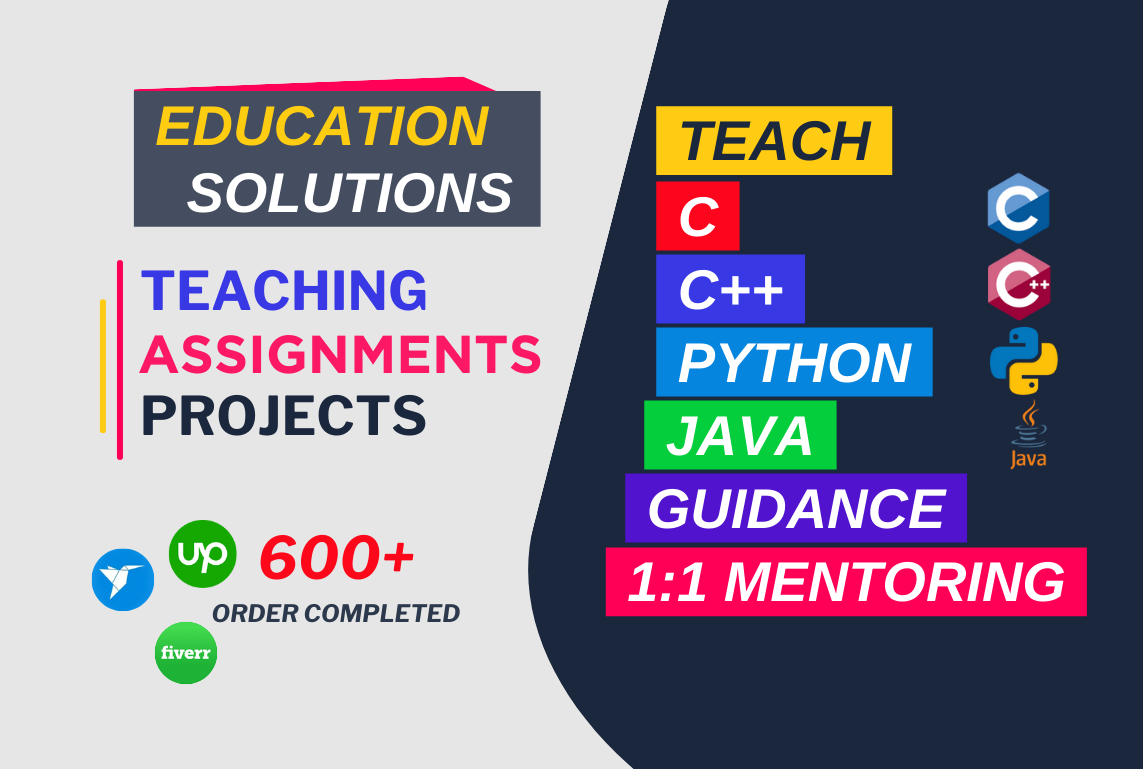 EDUCATION
SOLUTIONS
TEACHING
ASSIGNMENTS
PROJECTS
up
600+
ORDER COMPLETED
fiverr
TEACH
C
C++
PYTHON
JAVA
GUIDANCE
1:1 MENTORING
C
C++
Java